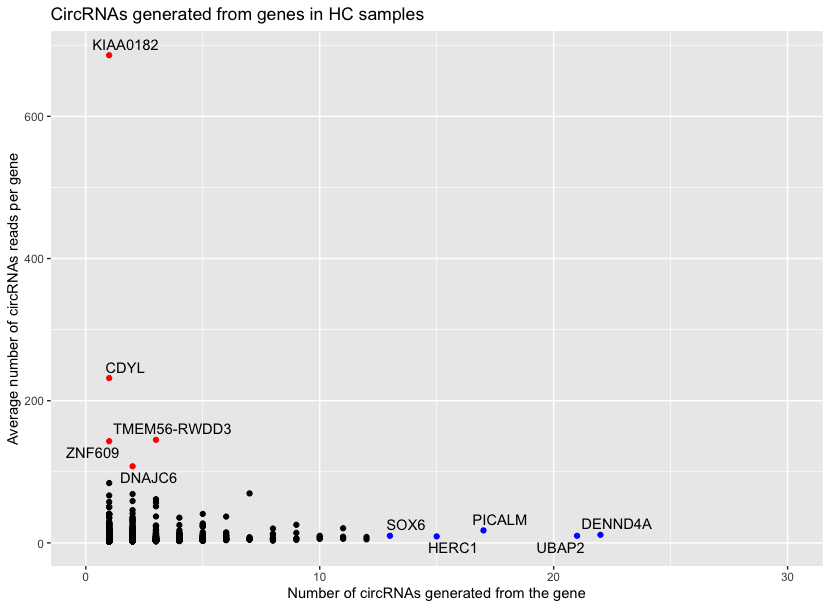 CircRNAs generated from genes in HC samples
KIAA0182
600
400
CDYL
200
TMEM56-RWDD3
ZNF609
DNAJC6
SOX6
PICALM
DENND4A
HERC1
UBAP2
0
0
10
20
30
Number of circRNAs generated from the gene
Average number of circRNAs reads per gene